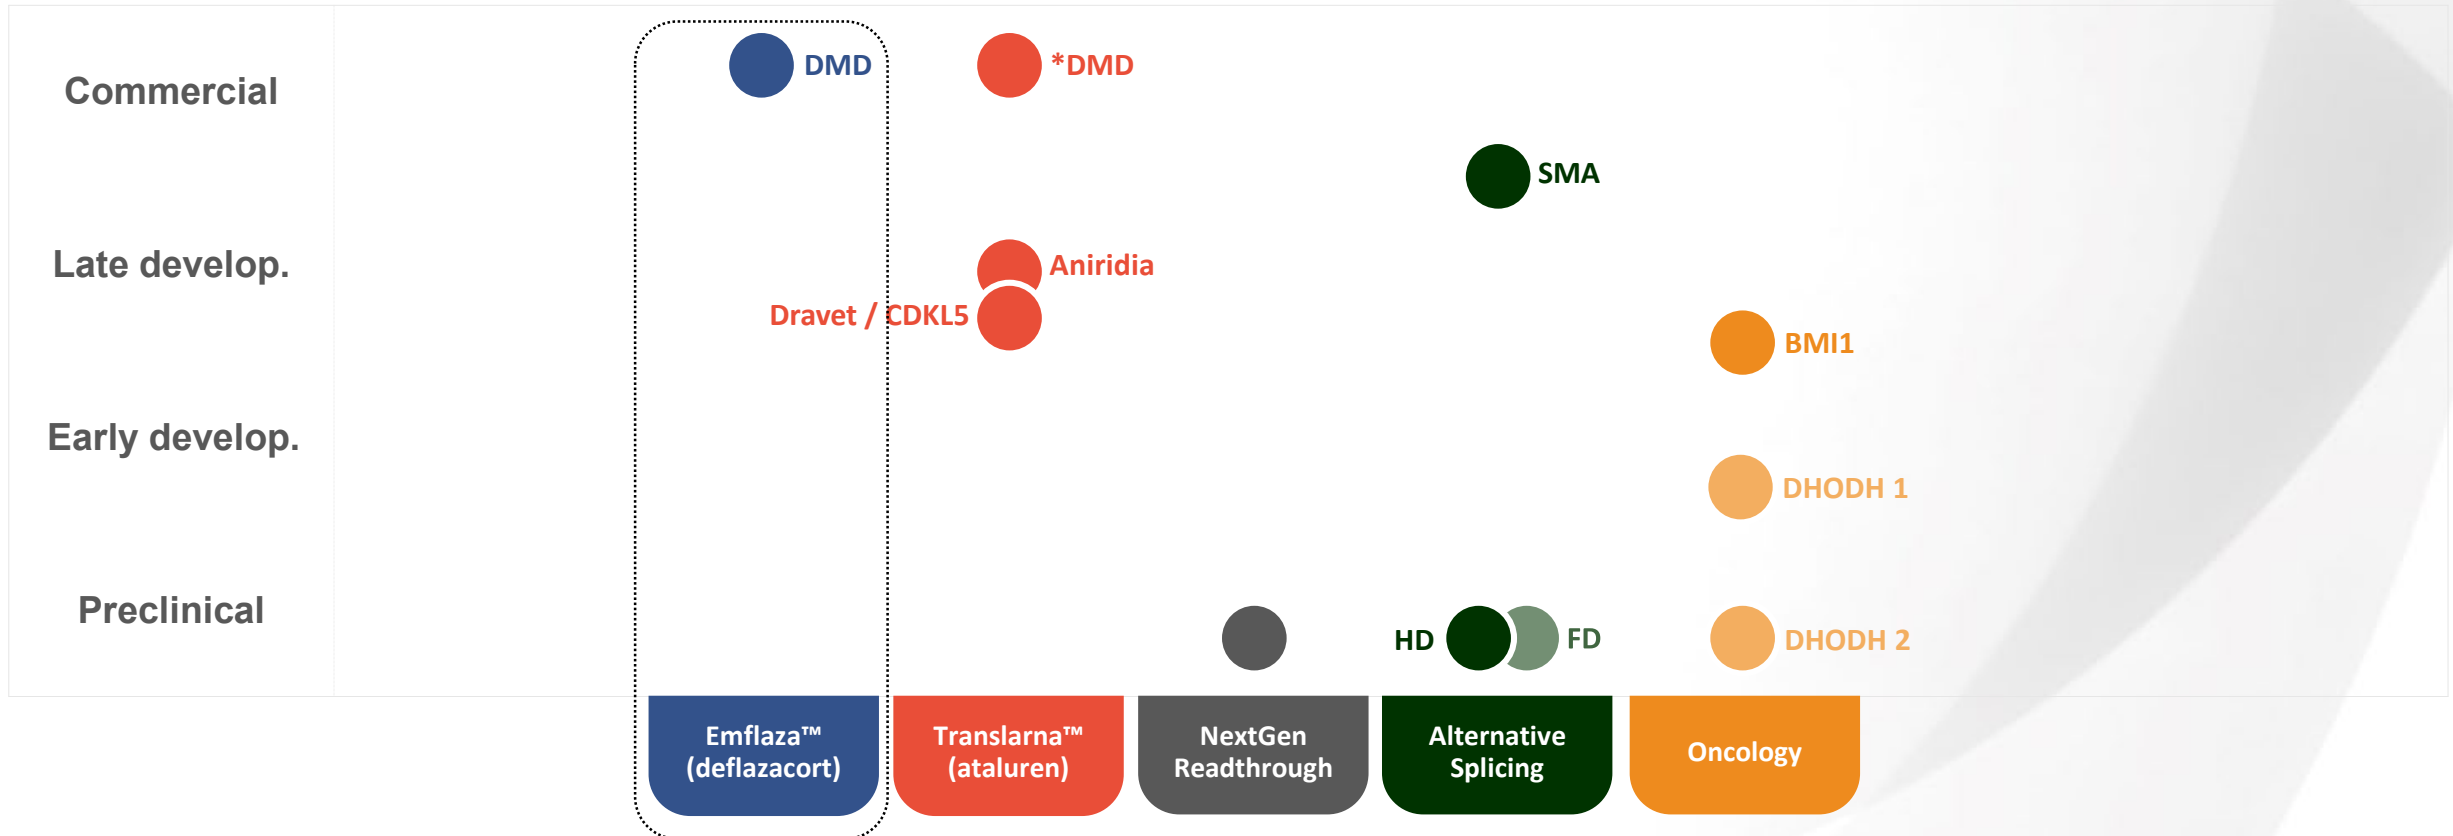 Commercial
DMD
*DMD
SMA
Late develop.
Aniridia
Dravet / CDKL5
BMI1
Early develop.
DHODH 1
Preclinical
HD
FD
DHODH 2
Emflaza™
(deflazacort)
Translarna™
(ataluren)
NextGen
Readthrough
Alternative
Splicing
Oncology